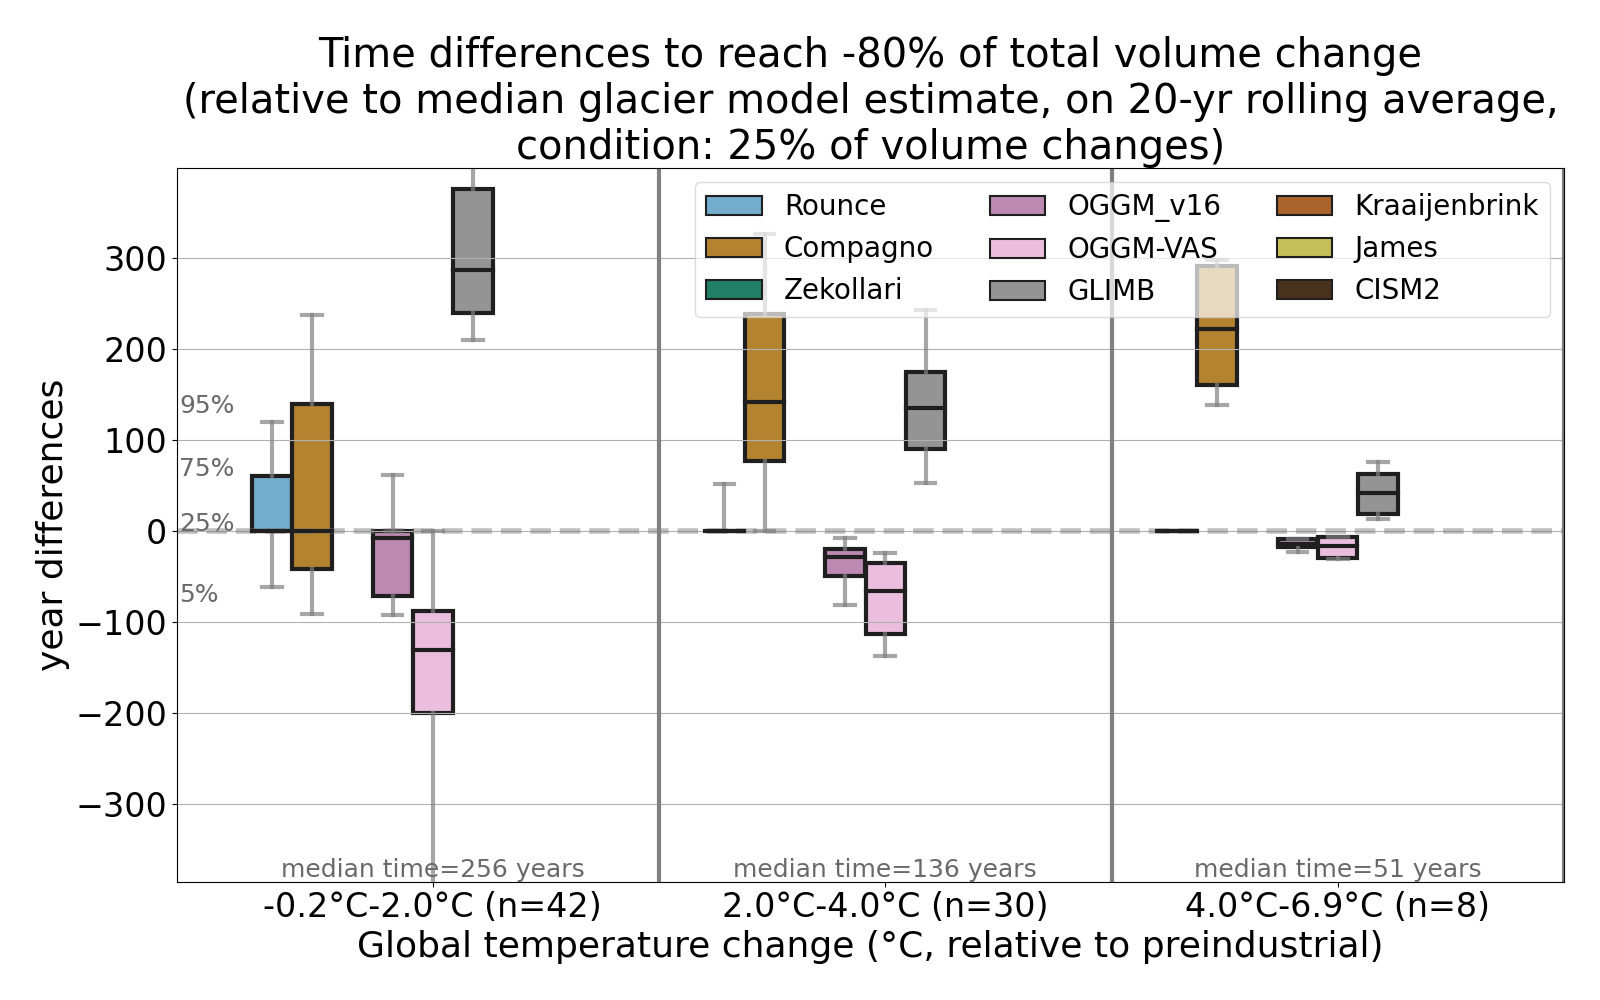 Time differences to reach -80% of total volume change
(relative to median glacier model estimate, on 20-yr rolling average,
condition: 25% of volume changes)
Rounce
Compagno
Zekollari
OGGM_v16
OGGM-VAS
GLIMB
Kraaijenbrink
James
CISM2
year differences
300
200
100
0
−100
−200
−300
95%
75%
25%
5%
median time=256 years
median time=136 years
median time=51 years
-0.2°C-2.0°C (n=42)
2.0°C-4.0°C (n=30)
4.0°C-6.9°C (n=8)
Global temperature change (°C, relative to preindustrial)